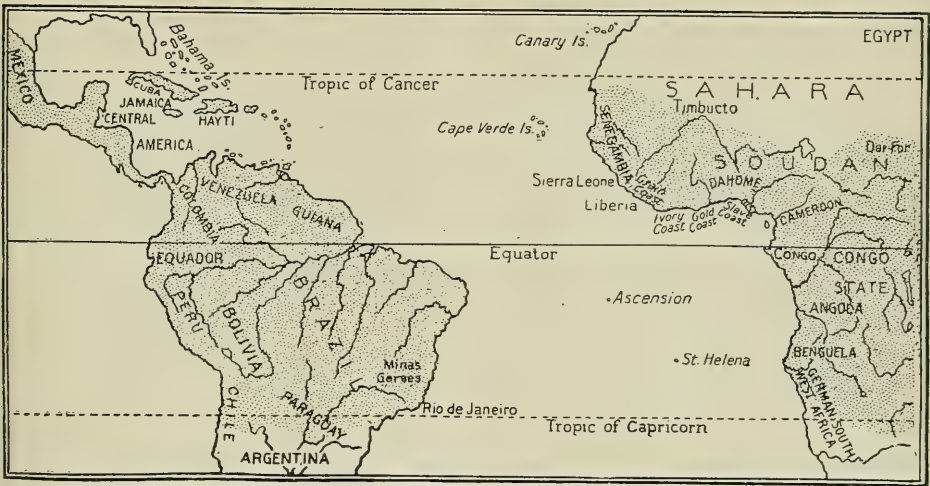 EGYPT
Canary Is.
Bahama Is.
MEXICO
Tropic of Cancer
SAHARA
CUBA
JAMAICA
HAYTI
CENTRAL
AMERICA
Timbucto
Cape Verde Is.
SENEGAMBIA
SOUDAN
Dar For
DAHOME
Grain
Coast
Sierra Leone
Liberia
Ivory
Coast
Gold
Coast
Slave
Coast
CAMEROON
VENEZUELA
COLOMBIA
GUIANA
EQUADOR
Equator
CONGO
CONGO
STATE
PERU
BRAZ
BOLIVIA
Ascension
ANGOLA
St. Helena
BENGUELA
Minas
Geraes
GERMAN SOUTH
WEST AFRICA
CHILE
PARAGUAY
Rio de Janeiro
Tropic of Capricorn
ARGENTINA